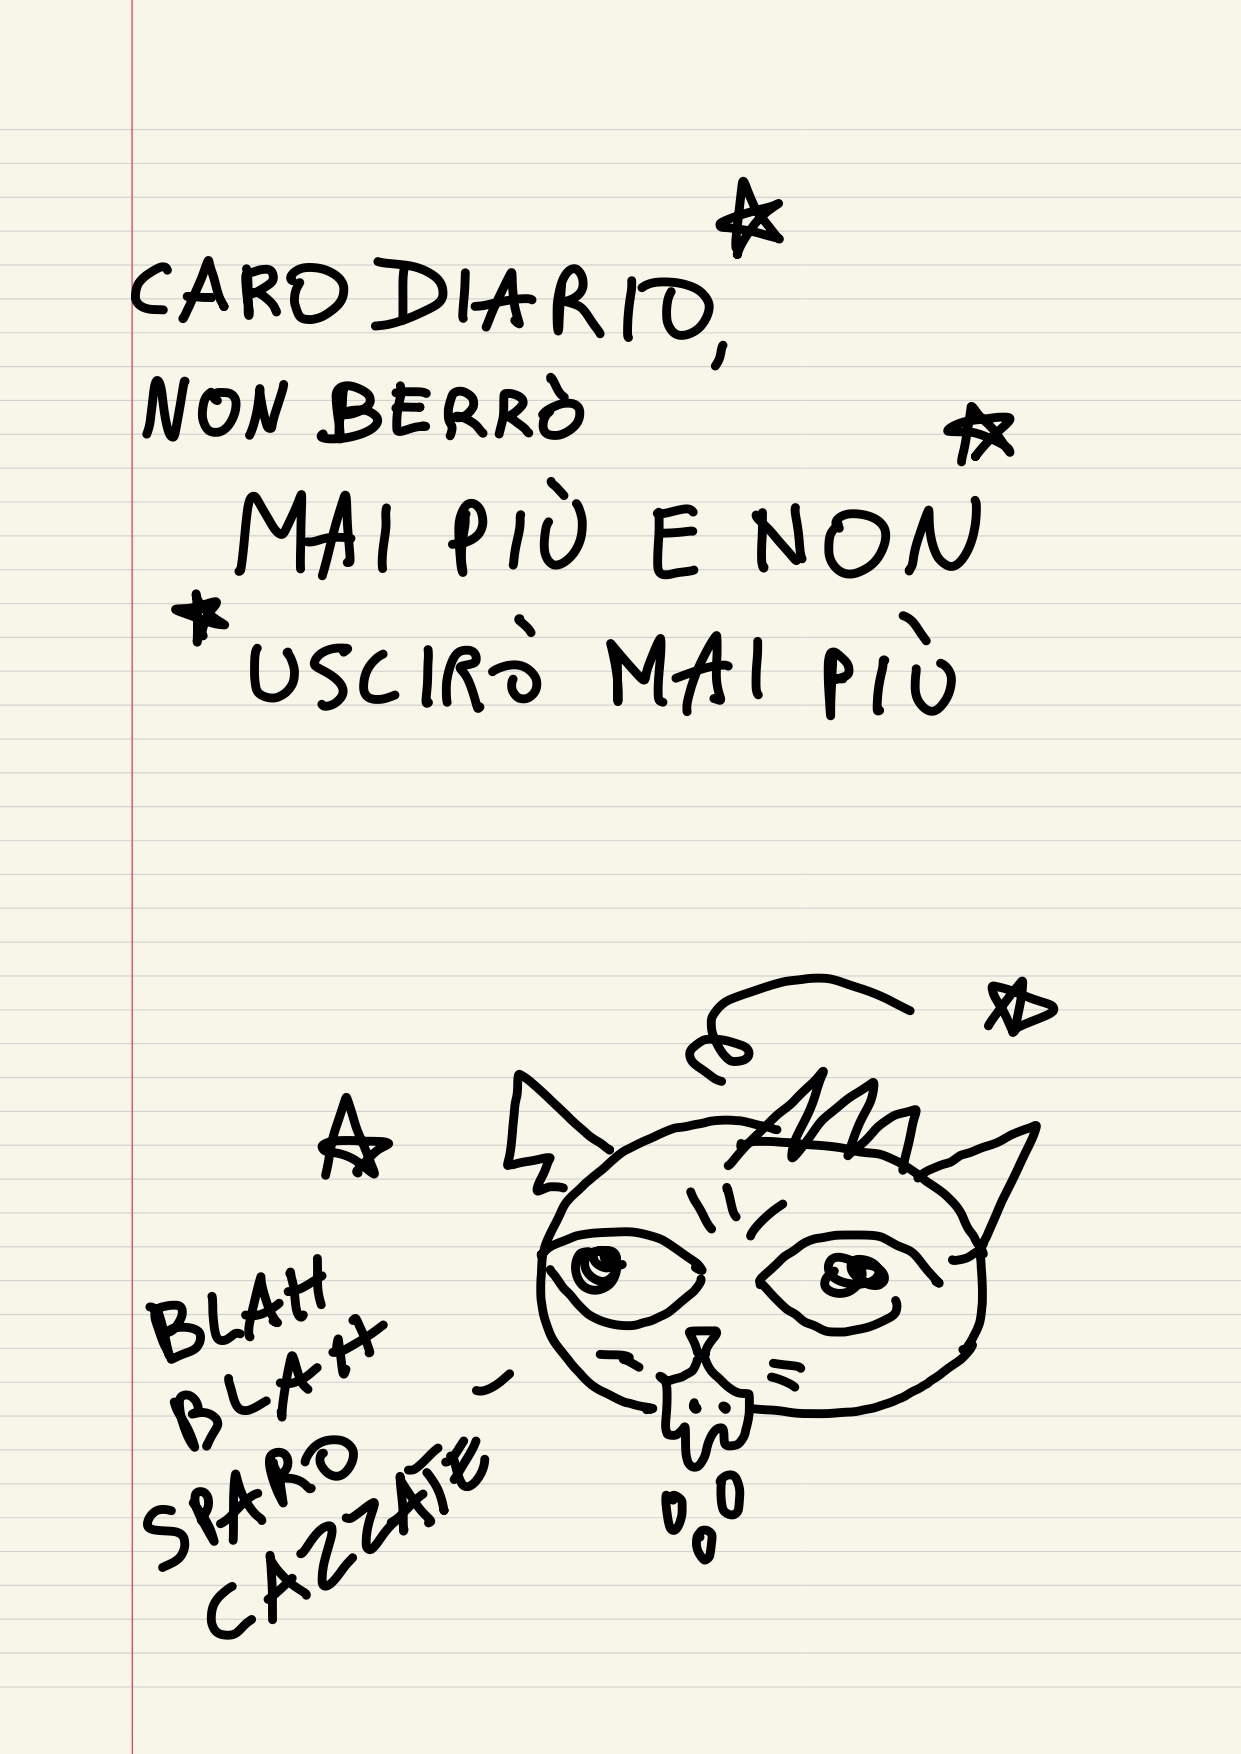 CARO DIARIO,
NON BERRÒ
MAI PIÙ E NON
USCIRÒ MAI PIÙ
BLAH
BLAH
SPARO
CAZZATE